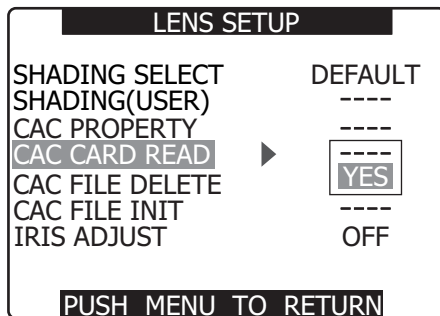 LENS SETUP
SHADING SELECT DEFAULT
SHADING(USER) ----
CAC PROPERTY ----
CAC CARD READ ----
YES
CAC FILE DELETE
CAC FILE INIT ----
IRIS ADJUST OFF
PUSH MENU TO RETURN